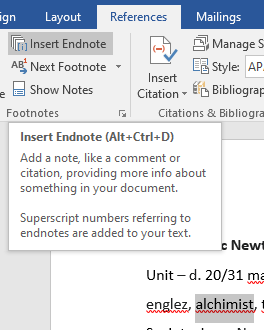 ign Layout References Mailings
Insert Endnote
Next Footnote
Show Notes
Footnotes
Insert
Citation
Manage S
Style: AP
Citations & Bibliogra
Insert Endnote (Alt+Ctrl+D)
Add a note, like a comment or
citation, providing more info about
something in your document.
Superscript numbers referring to
endnotes are added to your text.
c Newt
Unit – d. 20/31 ma
englez, alchimist, t